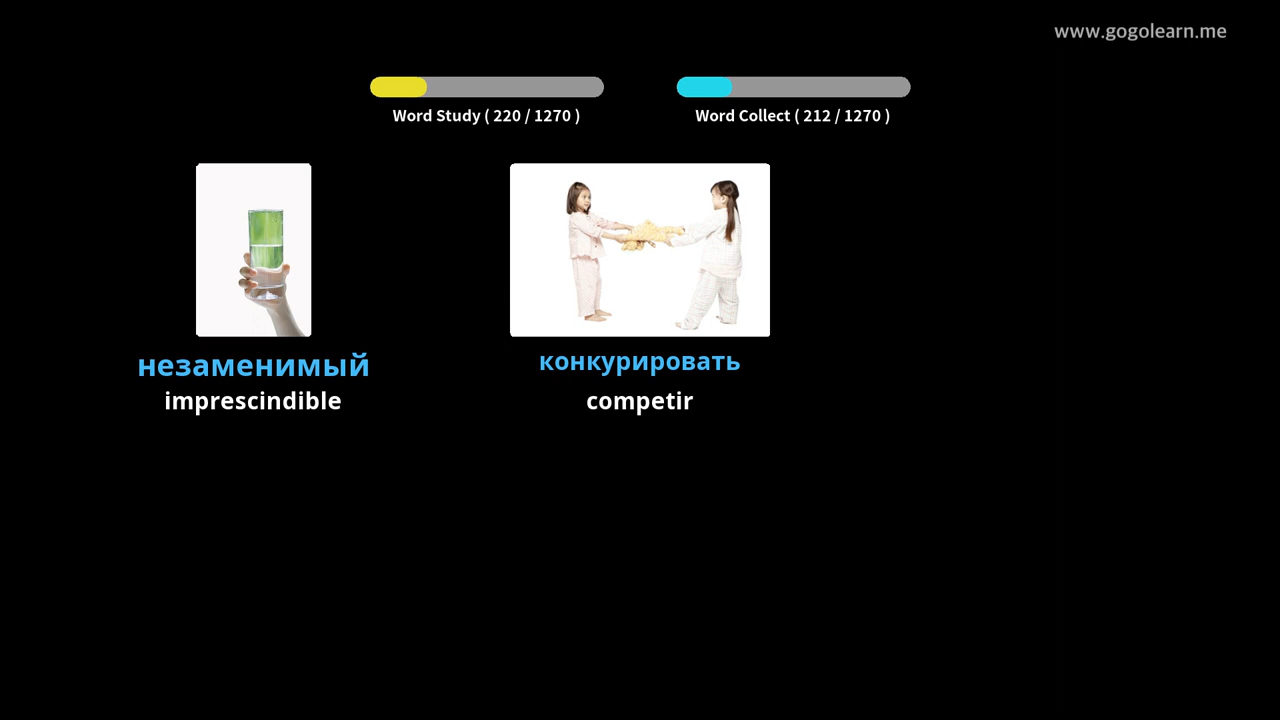 www.gogolearn.me
Word Study ( 220 / 1270 )
Word Collect ( 212 / 1270 )
незаменимый
imprescindible
конкурировать
competir